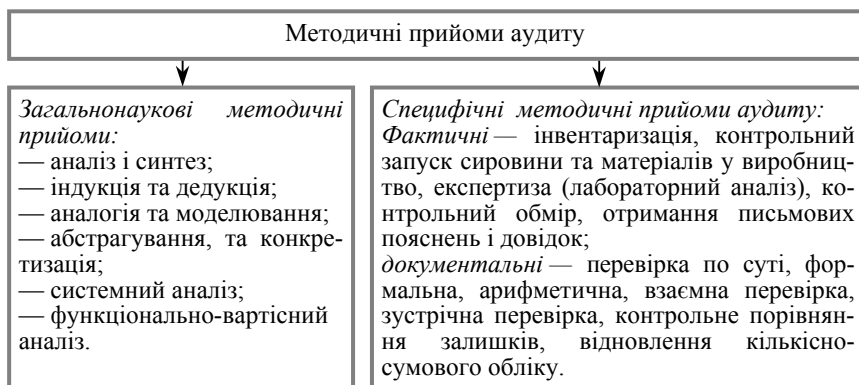 Методичні прийоми аудиту
Загальнонаукові методичні
прийоми:
— аналіз і синтез;
— індукція та дедукція;
— аналогія та моделювання;
— абстрагування, та конкре-
тизація;
— системний аналіз;
— функціонально-вартісний
аналіз.
Специфічні методичні прийоми аудиту:
Фактичні — інвентаризація, контрольний
запуск сировини та матеріалів у виробниц-
тво, експертиза (лабораторний аналіз), ко-
нтрольний обмір, отримання письмових
пояснень і довідок;
документальні — перевірка по суті, фор-
мальна, арифметична, взаємна перевірка,
зустрічна перевірка, контрольне порівнян-
ня залишків, відновлення кількісно-
сумового обліку.